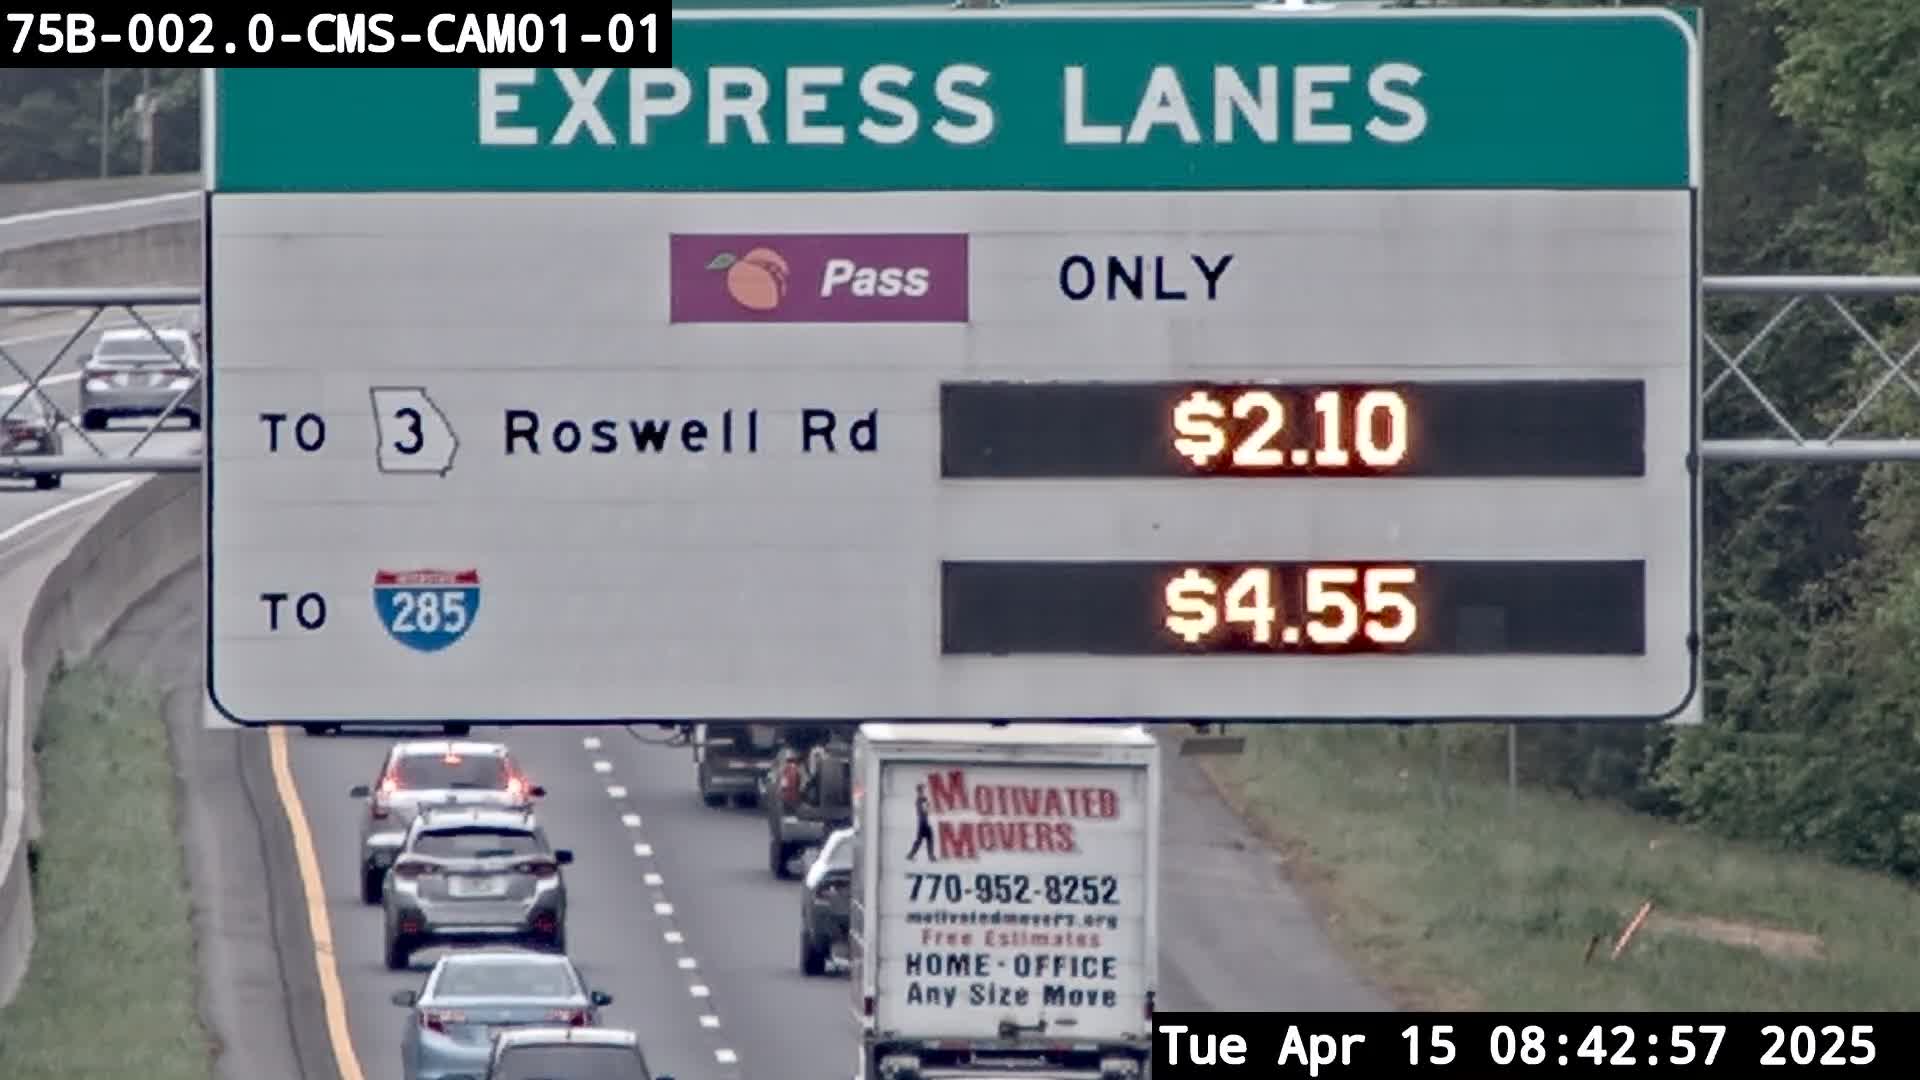 75B-002.0-CMS-CAM01-01
EXPRESS LANES
Pass ONLY
TO 3 Roswell Rd $2.10
TO 285 $4.55
MOTIVATED
MOVERS
770-952-8252
motivatedmovers.org
Free Estimates
HOME-OFFICE
Any Size Move
Tue Apr 15 08:42:57 2025